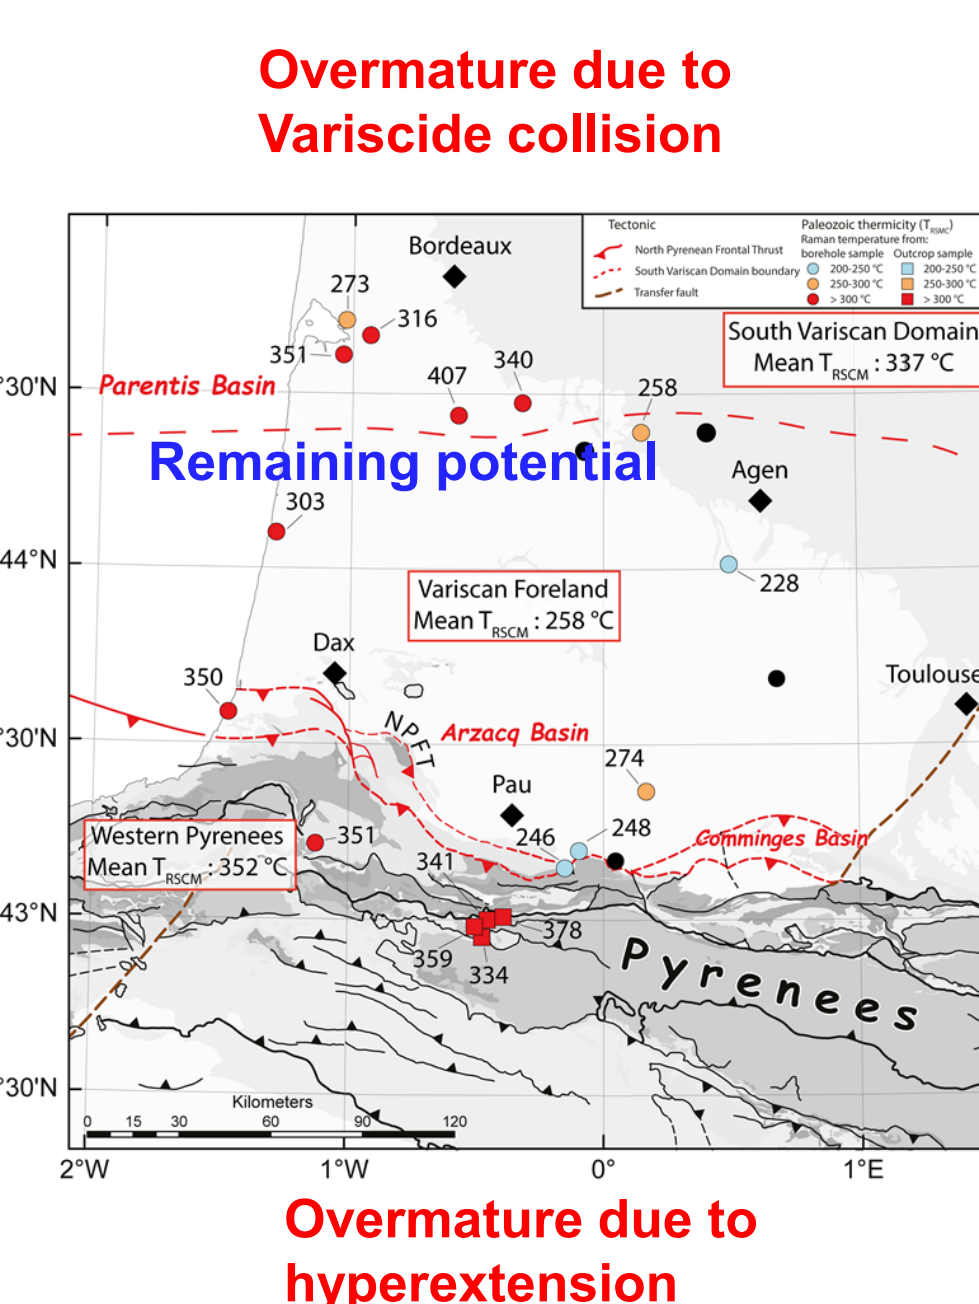 Overmature due to
Variscide collision
Tectonic
North Pyrenean Frontal Thrust
South Variscan Domain boundary
Transfer fault
Paleozoic thermicity (T RSMC)
Raman temperature from:
borehole sample Outcrop sample
200-250 °C 200-250 °C
250-300 °C 250-300 °C
> 300 °C > 300 °C
Bordeaux
273
316
351
South Variscan Domain
Mean T RSCM : 337 °C
340
407
258
°30'N
Parentis Basin
Remaining potential
Agen
303
44°N
228
Variscan Foreland
Mean T RSCM : 258 °C
Dax
350
Toulouse
NPFT
Arzacq Basin
°30'N
274
Pau
246
248
Comminges Basin
Western Pyrenees
Mean T RSCM : 352 °C
351
341
43°N
378
359
334
Pyrenees
°30'N
Kilometers
0 15 30 60 90 120
2°W 1°W 0° 1°E
Overmature due to
hyperextension